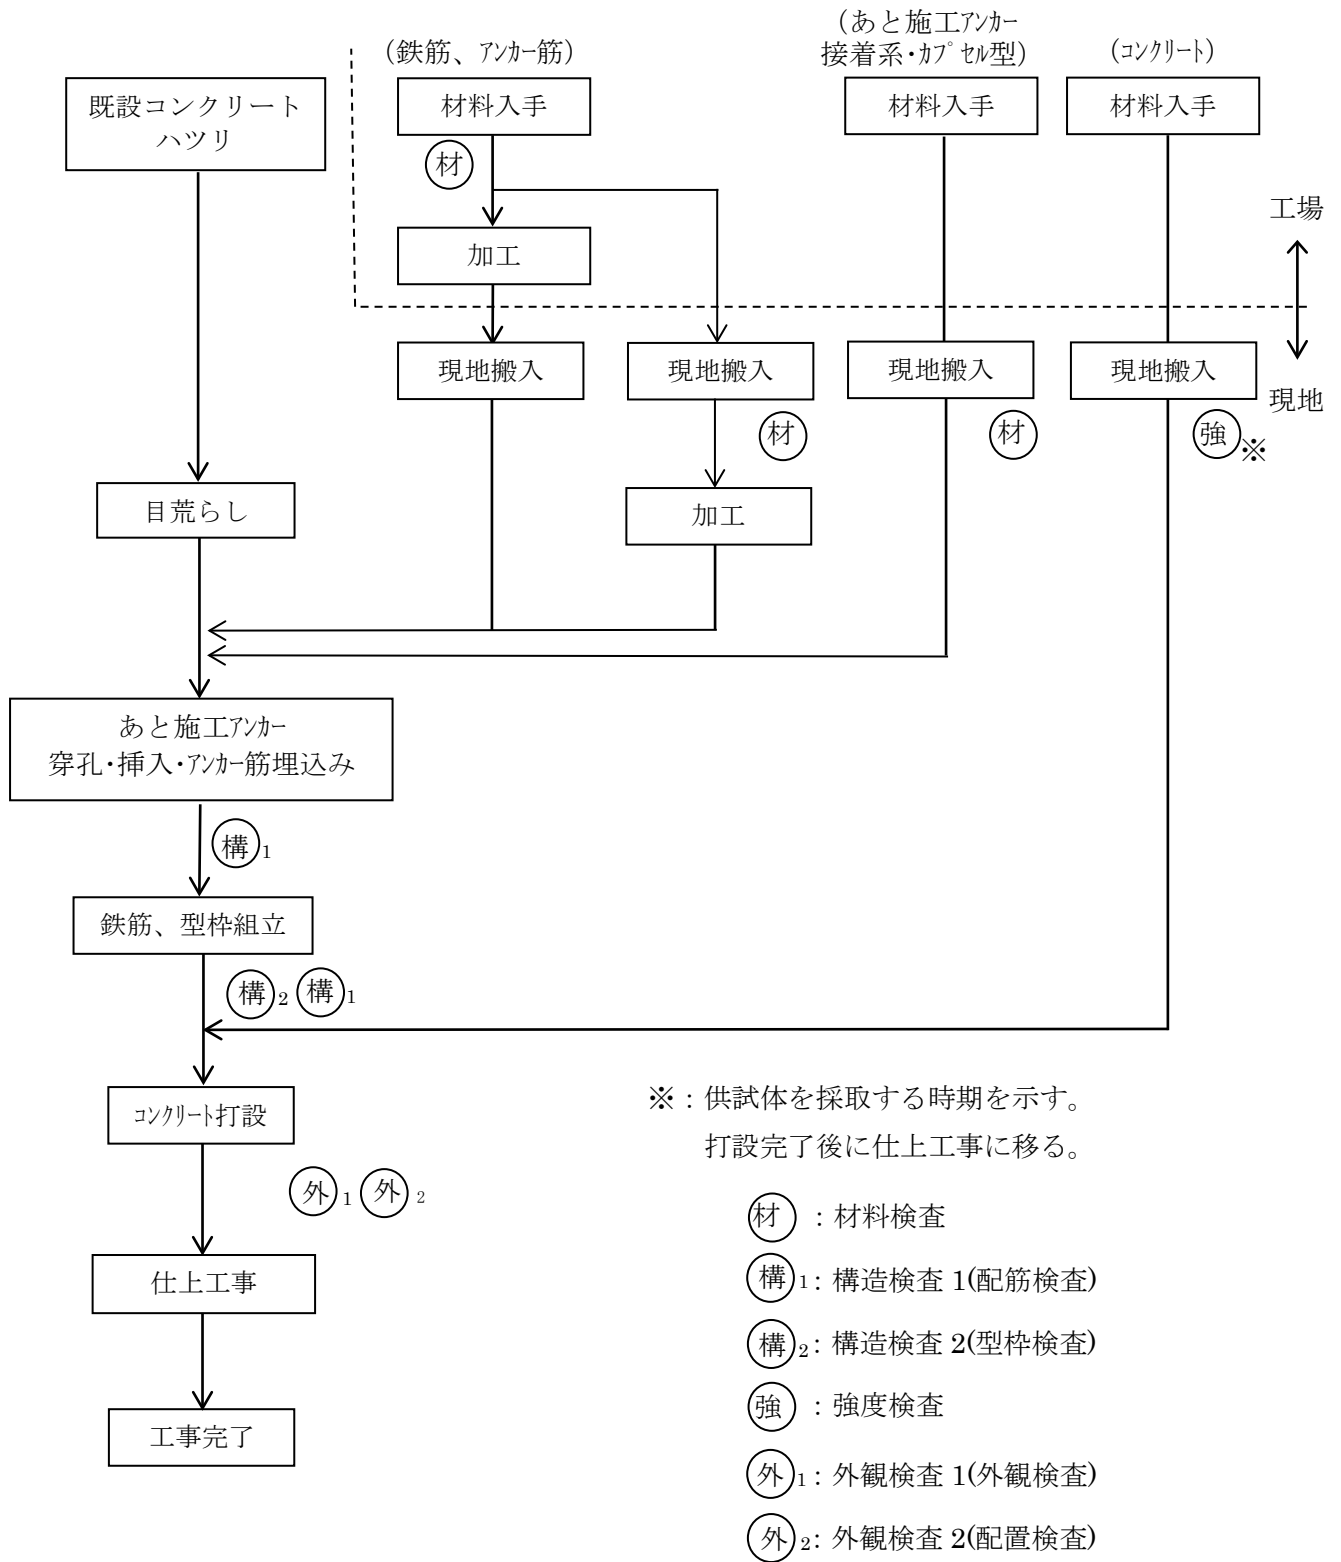 (あと施工アンカー
接着系・カプセル型)
(鉄筋、アンカー筋)
(コンクリート)
既設コンクリート
ハツリ
材料入手
材料入手
材料入手
材
工場
加工
現地搬入
現地搬入
現地搬入
現地搬入
現地
材
材
強※
目荒らし
加工
あと施工アンカー
穿孔・挿入・アンカー筋埋込み
構1
鉄筋、型枠組立
構2 構1
コンクリート打設
※：供試体を採取する時期を示す。
打設完了後に仕上工事に移る。
外1 外2
材：材料検査
仕上工事
構1：構造検査 1(配筋検査)
構2：構造検査 2(型枠検査)
強：強度検査
工事完了
外1：外観検査 1(外観検査)
外2：外観検査 2(配置検査)